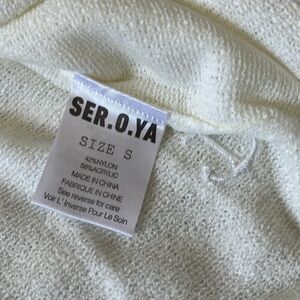 SER.O.YA
SIZE S
42%NYLON
58%ACRYLIC
MADE IN CHINA
FABRIQUE IN CHINE
See reverse for care
Voir L' Inverse Pour Le Soin